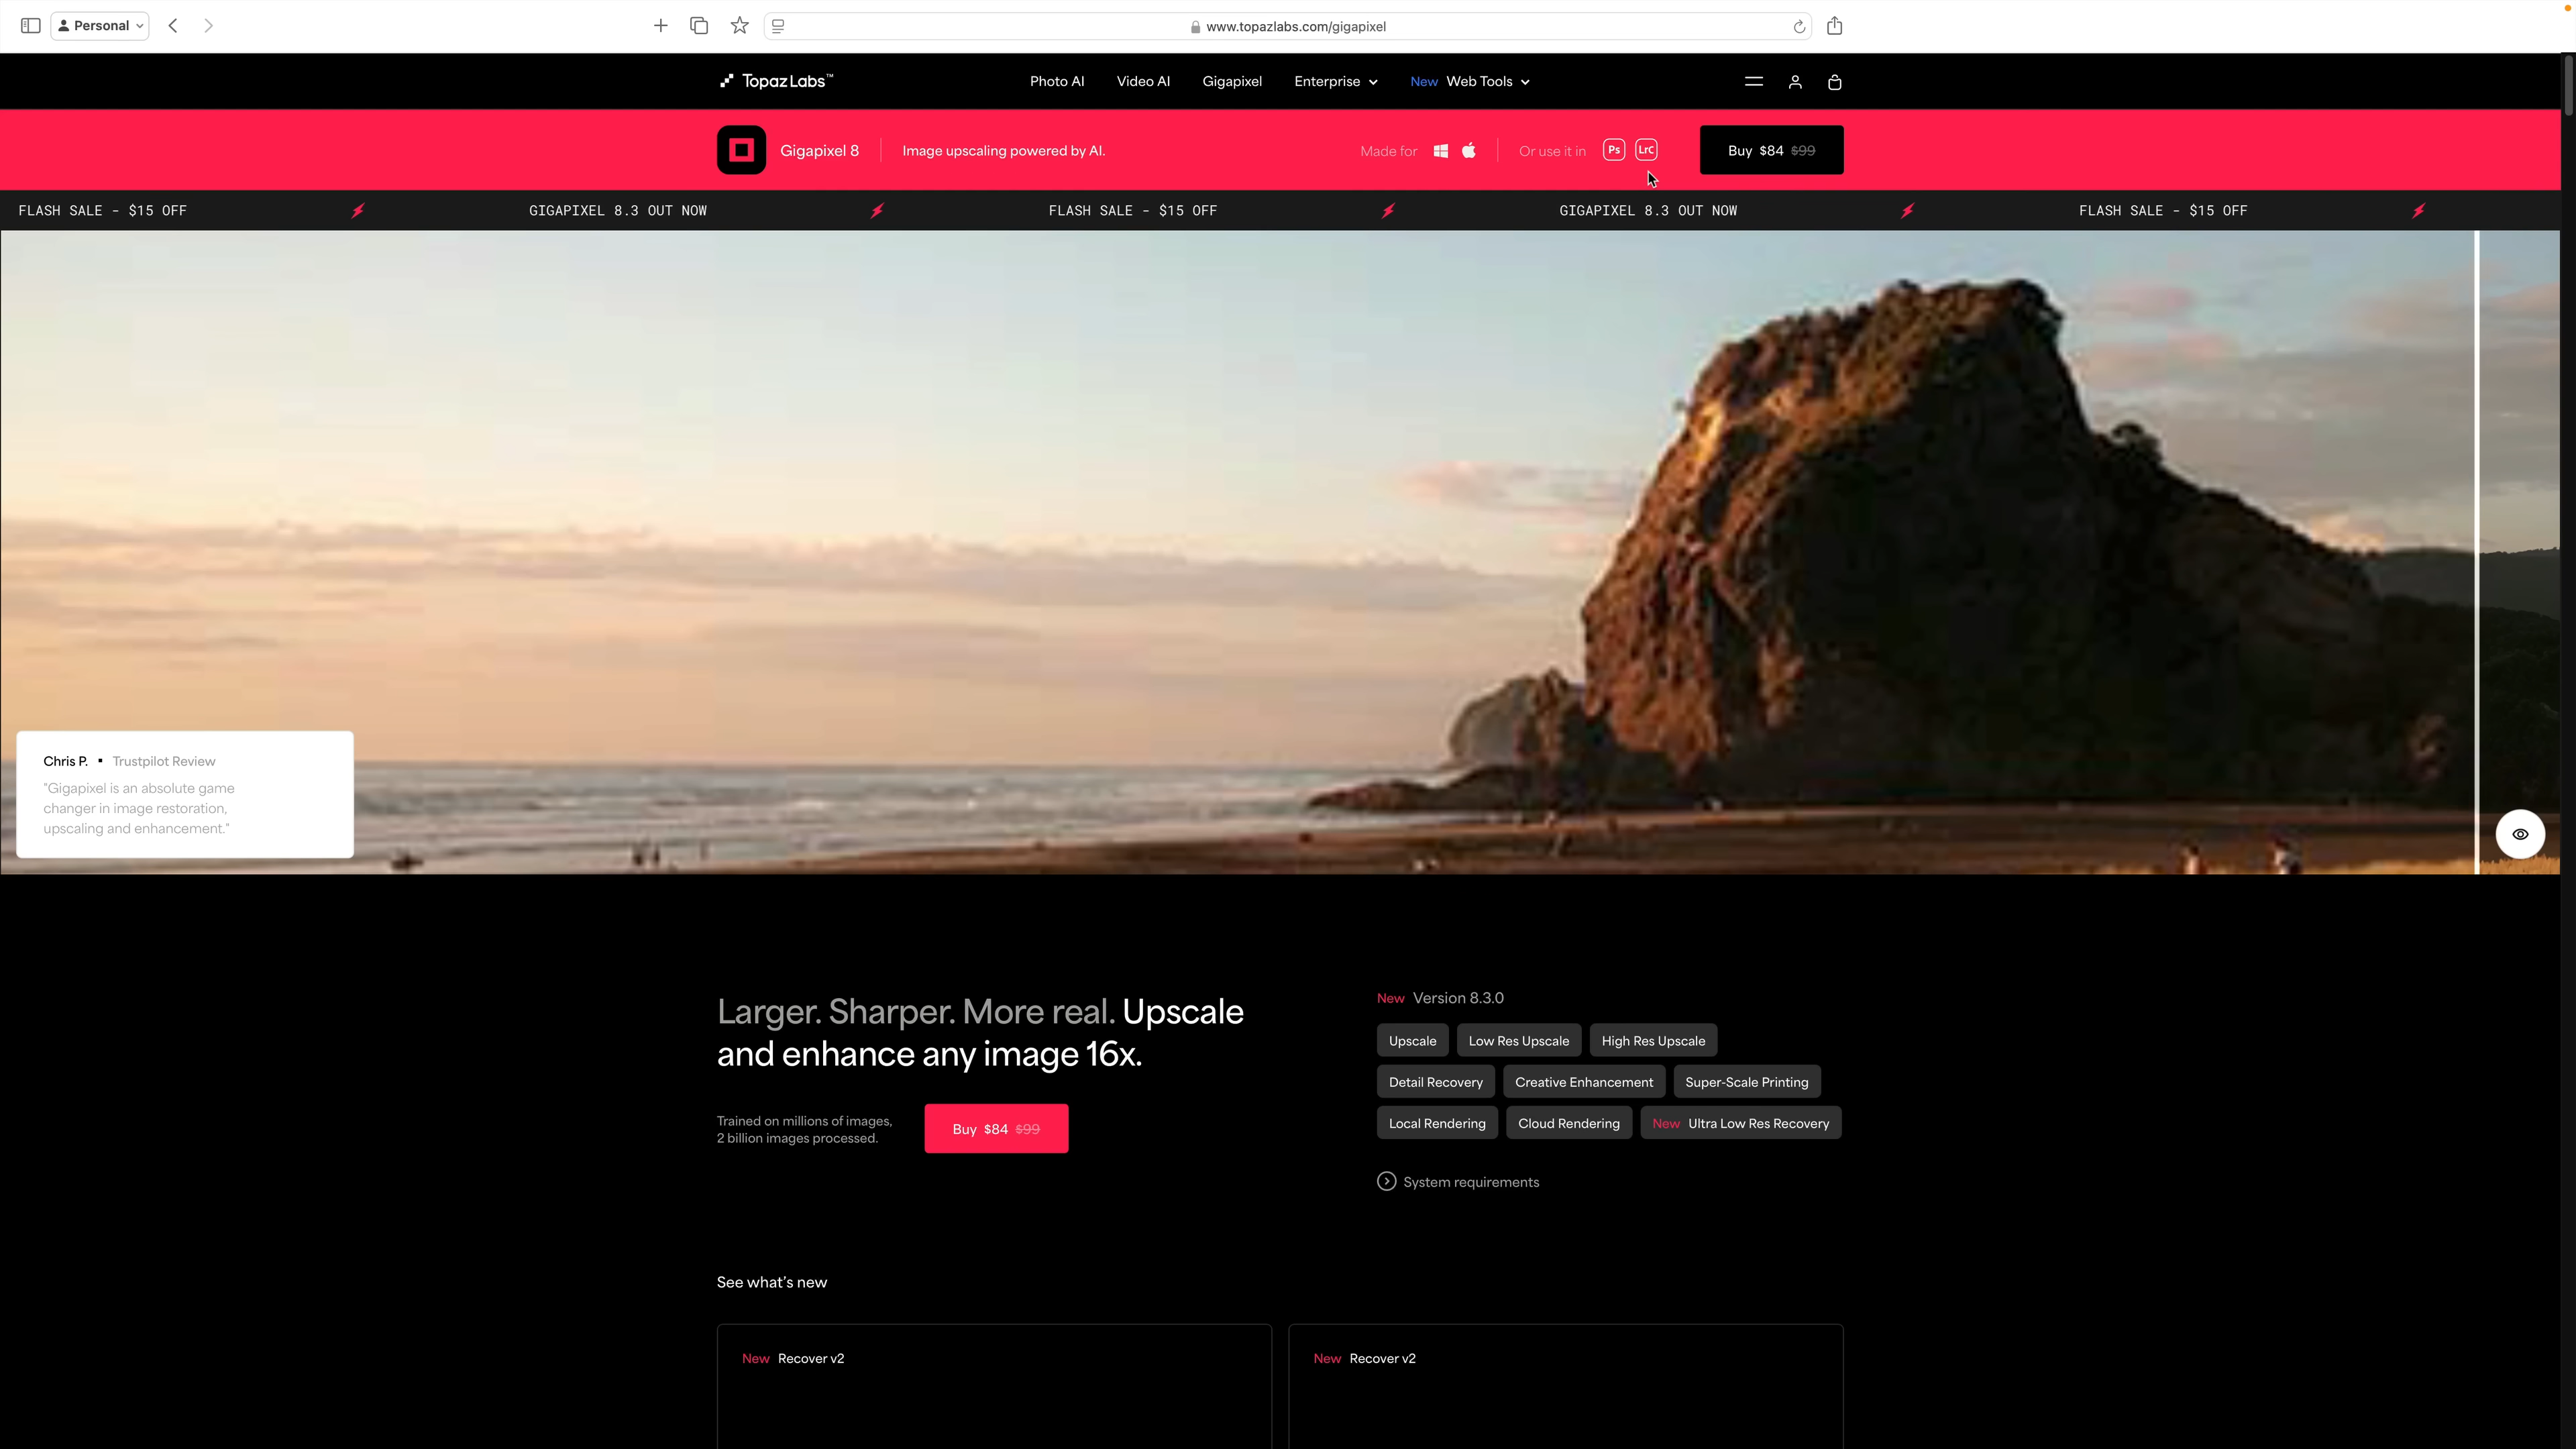 Personal
www.topazlabs.com/gigapixel
Topaz Labs™
Photo AI
Video AI
Gigapixel
Enterprise
New Web Tools
Gigapixel 8
Image upscaling powered by AI.
Made for
Or use it in
Ps
LrC
Buy $84 $99
FLASH SALE - $15 OFF
GIGAPIXEL 8.3 OUT NOW
FLASH SALE - $15 OFF
GIGAPIXEL 8.3 OUT NOW
FLASH SALE - $15 OFF
Chris P. ▪ Trustpilot Review
"Gigapixel is an absolute game
changer in image restoration,
upscaling and enhancement."
Larger. Sharper. More real. Upscale
and enhance any image 16x.
Trained on millions of images,
2 billion images processed.
Buy $84 $99
New Version 8.3.0
Upscale
Low Res Upscale
High Res Upscale
Detail Recovery
Creative Enhancement
Super-Scale Printing
Local Rendering
Cloud Rendering
New Ultra Low Res Recovery
System requirements
See what's new
New Recover v2
New Recover v2